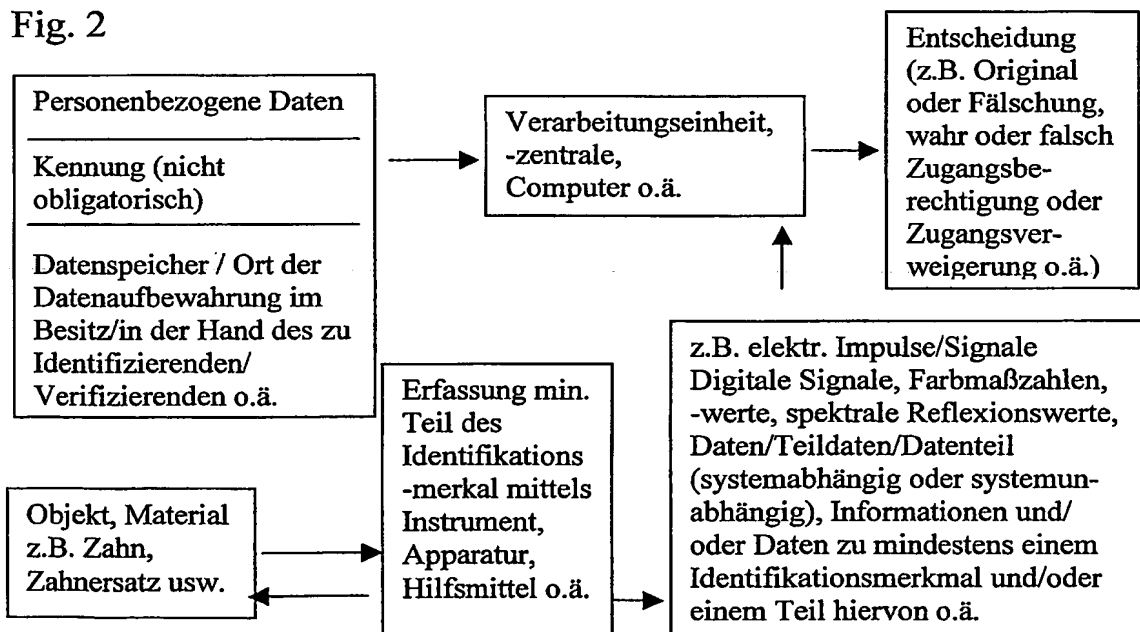 Fig. 2
Personenbezogene Daten
Kennung (nicht
obligatorisch)
Datenspeicher / Ort der
Datenaufbewahrung im
Besitz/in der Hand des zu
Identifizierenden/
Verifizierenden o.ä.
Verarbeitungseinheit,
-zentrale,
Computer o.ä.
Entscheidung
(z.B. Original
oder Fälschung,
wahr oder falsch
Zugangsbe-
rechtigung oder
Zugangsver-
weigerung o.ä.)
Objekt, Material
z.B. Zahn,
Zahnersatz usw.
Erfassung min.
Teil des
Identifikations
-merkal mittels
Instrument,
Apparatur,
Hilfsmittel o.ä.
z.B. elektr. Impulse/Signale
Digitale Signale, Farbmaßzahlen,
-werte, spektrale Reflexionswerte,
Daten/Teildaten/Datenteil
(systemabhängig oder systemun-
abhängig), Informationen und/
oder Daten zu mindestens einem
Identifikationsmerkmal und/oder
einem Teil hiervon o.ä.